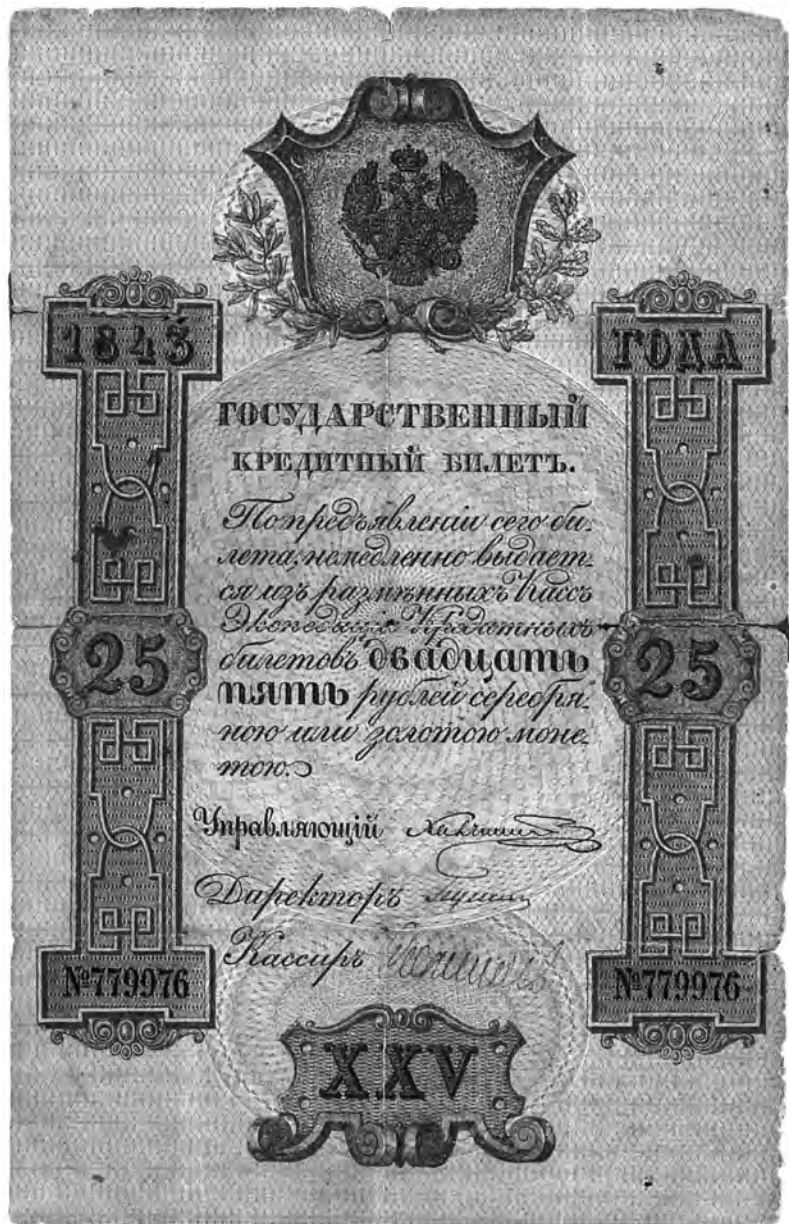 1843 ГОДА
ГОСУДАРСТВЕННЫЙ
КРЕДИТНЫЙ БИЛЕТЪ.
По предъявленіи сего би-
лета, немедленно выдает-
ся изъ размѣнныхъ Кассъ
Экспедиціи Кредитныхъ
билетовъ двадцать
пять рублей серебря-
ною или золотою моне-
тою.
25 25
Управляющій
Директоръ
Кассиръ
№779976 №779976
XXV